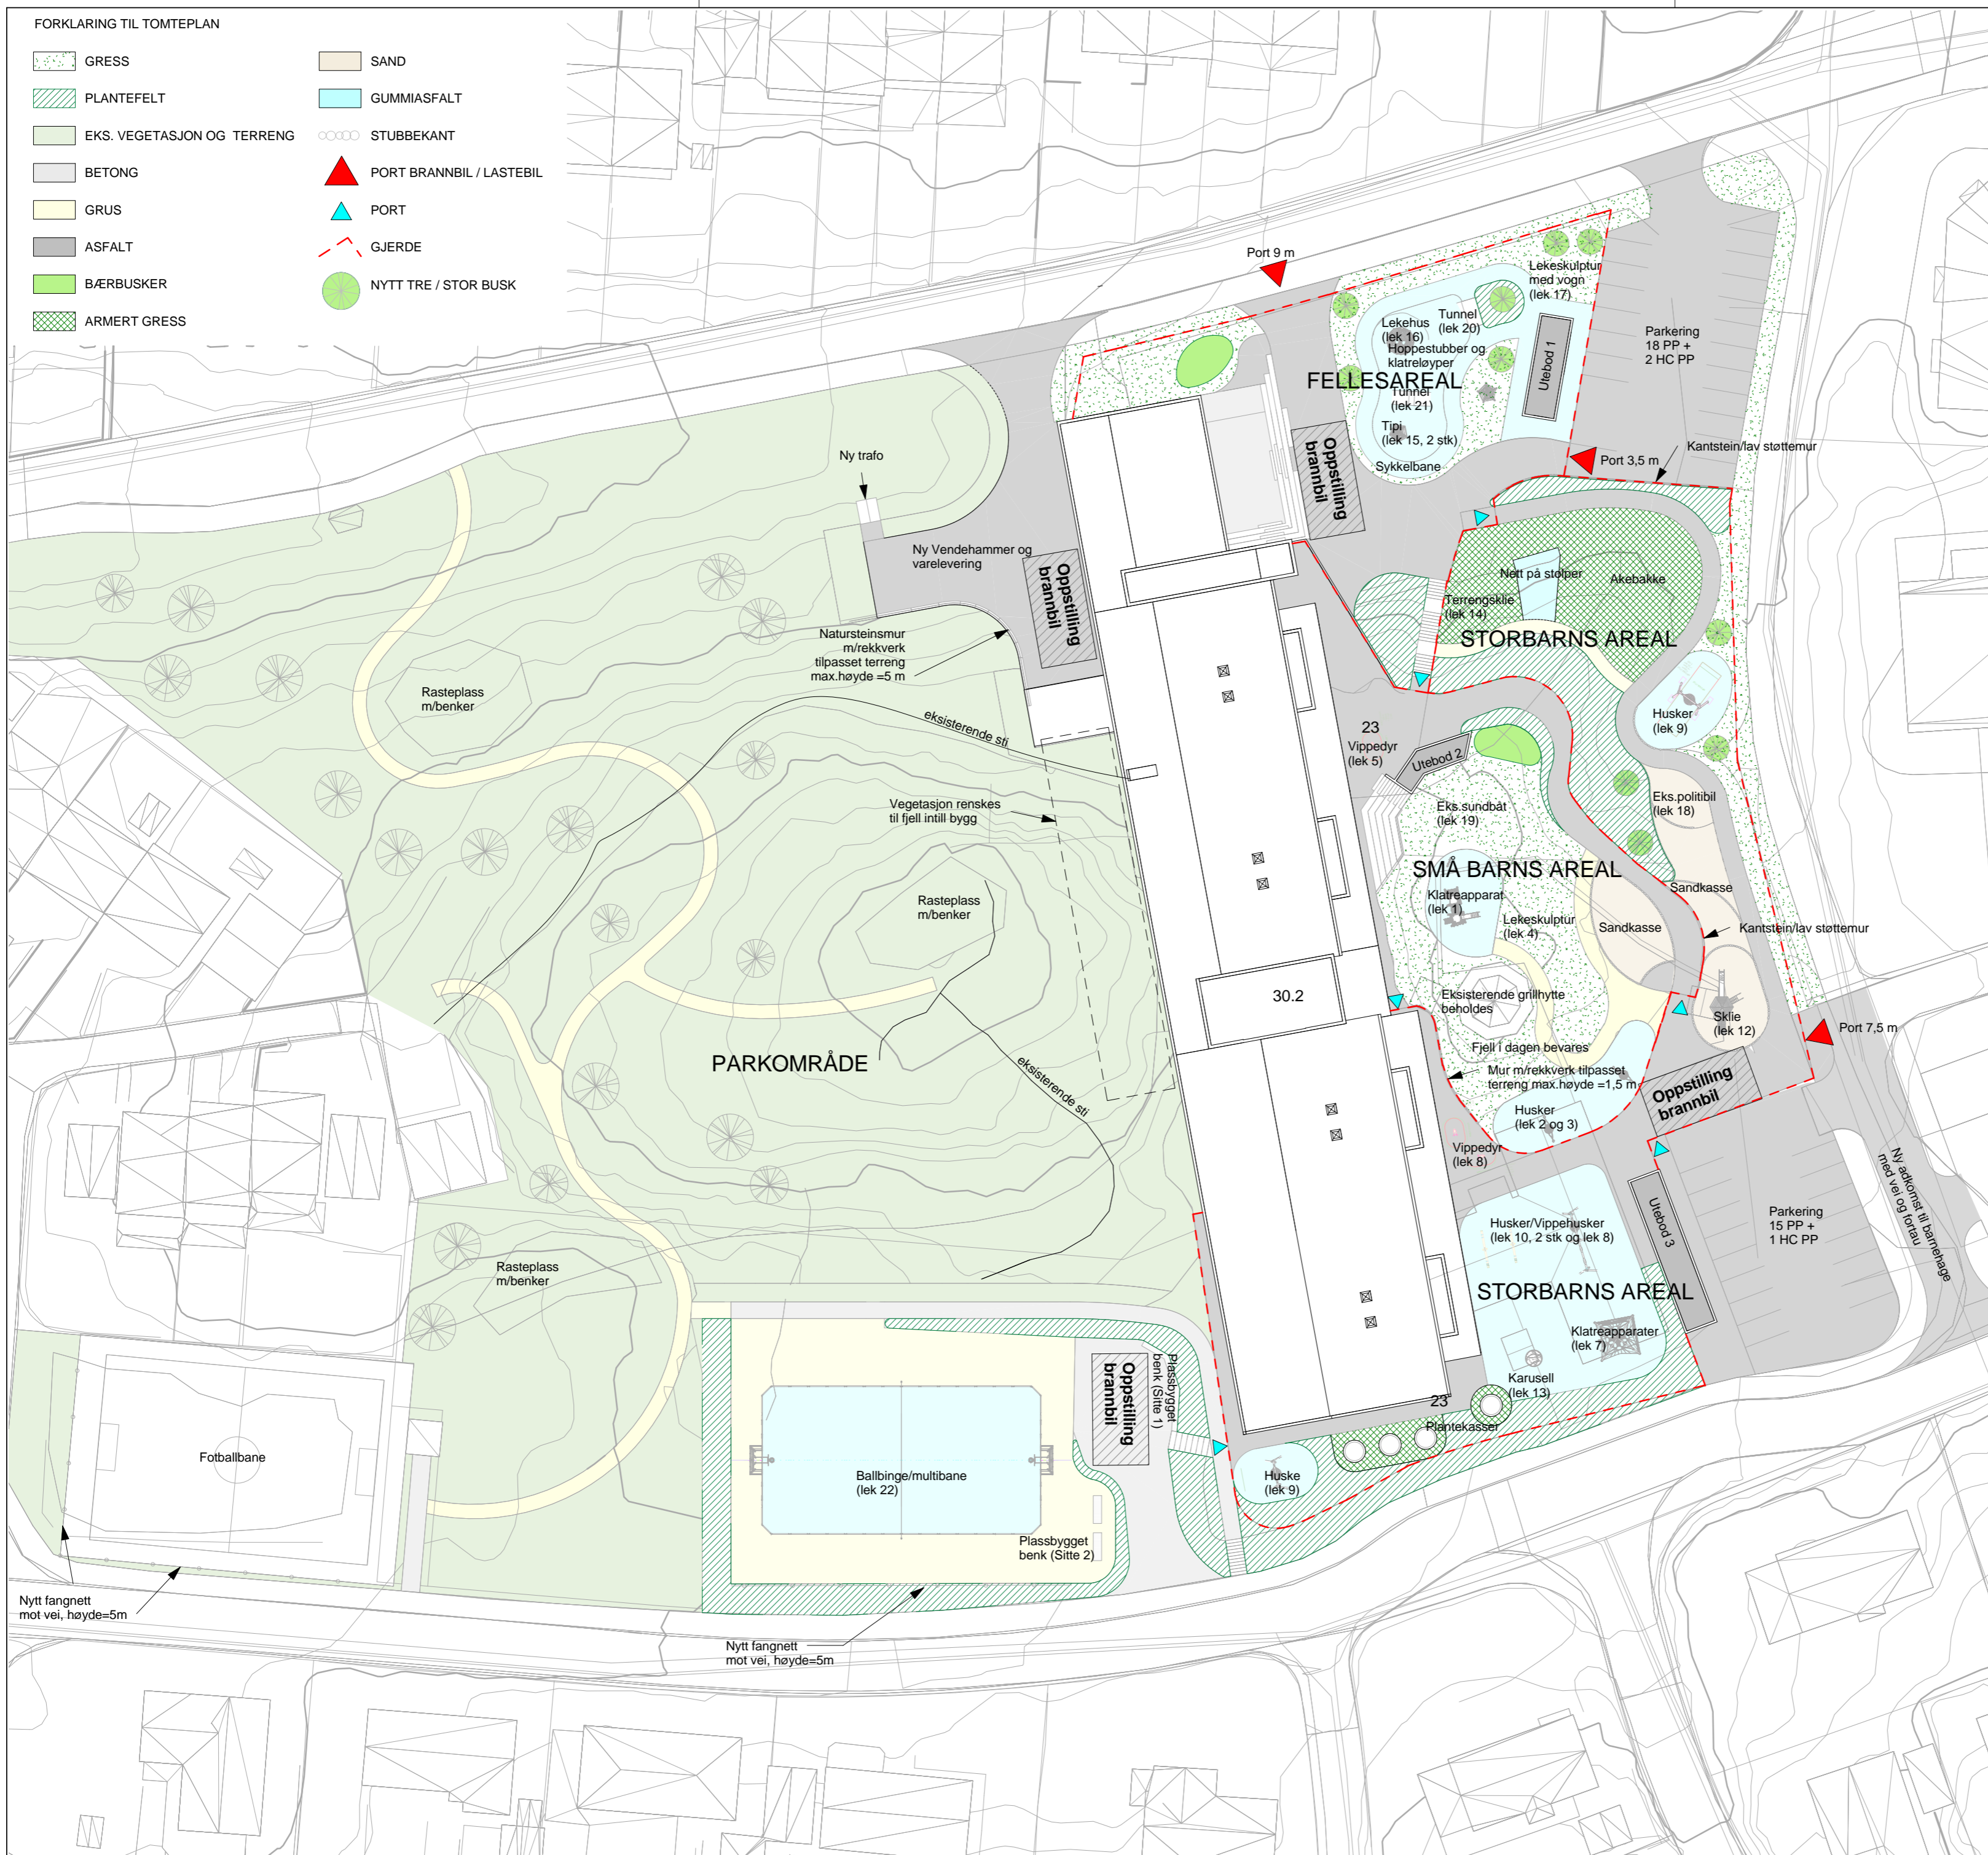 FORKLARING TIL TOMTEPLAN
GRESS
PLANTEFELT
EKS. VEGETASJON OG TERRENG
BETONG
GRUS
ASFALT
BÆRBUSKER
ARMERT GRESS
SAND
GUMMIASFALT
STUBBEKANT
PORT BRANNBIL / LASTEBIL
PORT
GJERDE
NYTT TRE / STOR BUSK
Port 9 m
Lekeskulptur
med vogn
(lek 17)
Tunnel
(lek 20)
Lekehus
(lek 16)
Hoppestubber og
klatreløyper
FELLESAREAL
Tunnel
(lek 21)
Tipi
(lek 15, 2 stk)
Sykkelbane
Utebod 1
Parkering
18 PP +
2 HC PP
Kantstein/lav støttemur
Port 3,5 m
Oppstilling
brannbil
Ny trafo
Ny Vendehammer og
varelevering
Oppstilling
brannbil
Natursteinsmur
m/rekkverk
tilpasset terreng
max.høyde =5 m
Nett på stolper
Akebakke
Terrengsklie
(lek 14)
STORBARNS AREAL
Husker
(lek 9)
Rasteplass
m/benker
eksisterende sti
23
Vippedyr
(lek 5)
Utebod 2
Vegetasjon renskes
til fjell intill bygg
Eks.sundbåt
(lek 19)
Eks.politibil
(lek 18)
SMÅ BARNS AREAL
Klatreapparat
(lek 1)
Lekeskulptur
(lek 4)
Sandkasse
Sandkasse
Kantstein/lav støttemur
Rasteplass
m/benker
30.2
Eksisterende grillhytte
beholdes
Sklie
(lek 12)
Port 7,5 m
PARKOMRÅDE
eksisterende sti
Fjell i dagen bevares
Mur m/rekkverk tilpasset
terreng max.høyde =1,5 m
Oppstilling
brannbil
Husker
(lek 2 og 3)
Vippedyr
(lek 8)
Ny adkomst til barnehage
med vei og fortau
Parkering
15 PP +
1 HC PP
Utebod 3
Husker/Vippehusker
(lek 10, 2 stk og lek 8)
STORBARNS AREAL
Klatreapparater
(lek 7)
Karusell
(lek 13)
23
Plantekasser
Rasteplass
m/benker
Oppstilling
brannbil
Plassbygget
benk (Sitte 1)
Huske
(lek 9)
Fotballbane
Ballbinge/multibane
(lek 22)
Plassbygget
benk (Sitte 2)
Nytt fangnett
mot vei, høyde=5m
Nytt fangnett
mot vei, høyde=5m